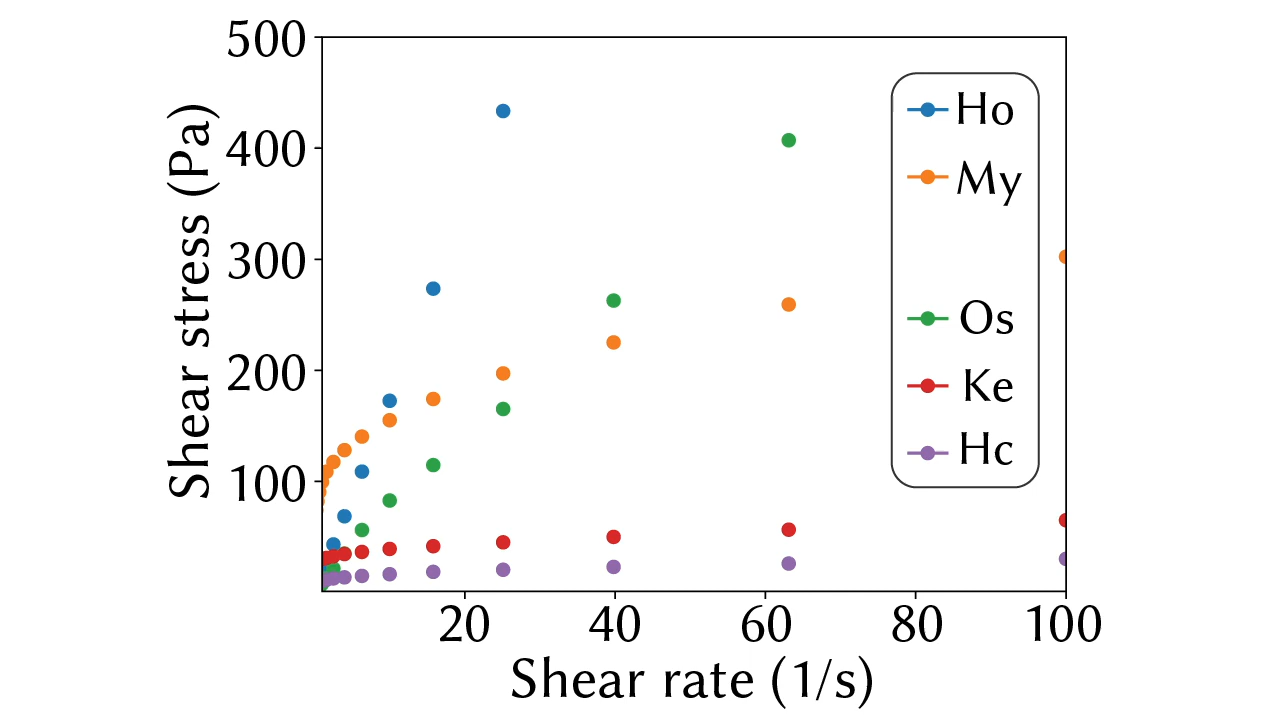 500
400
300
200
100
Shear stress (Pa)
Ho
My
Os
Ke
Hc
20 40 60 80 100
Shear rate (1/s)